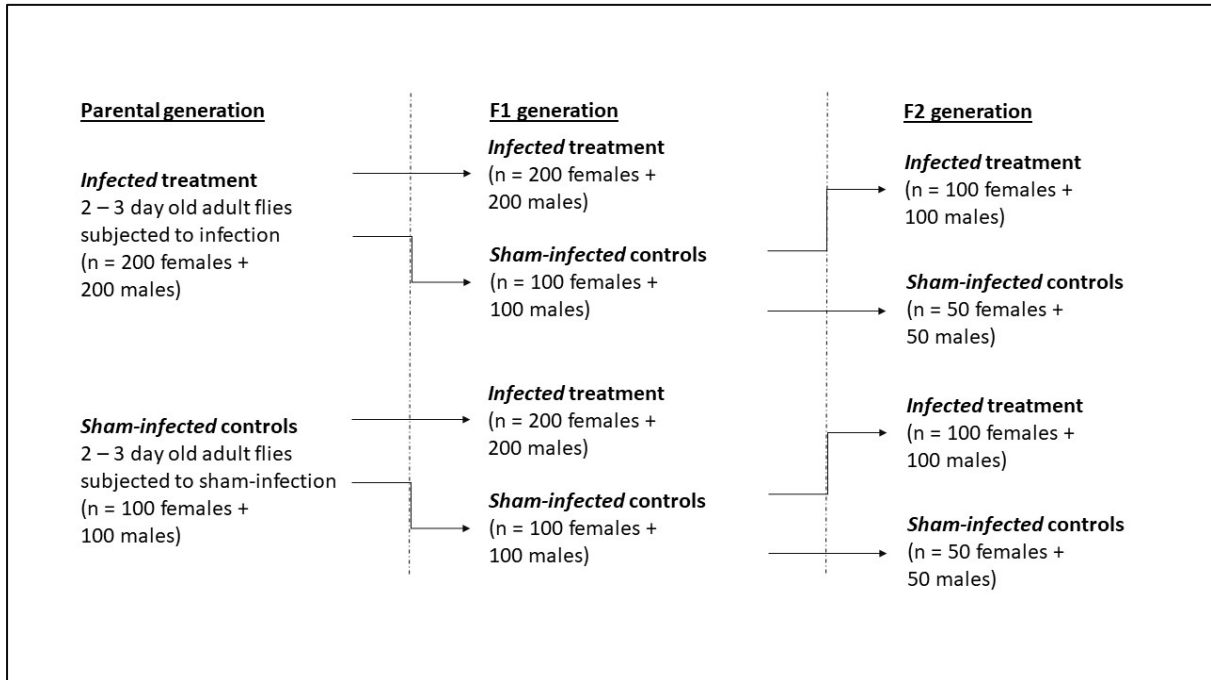 Parental generation
Infected treatment
2 – 3 day old adult flies
subjected to infection
(n = 200 females +
200 males)
Sham-infected controls
2 – 3 day old adult flies
subjected to sham-infection
(n = 100 females +
100 males)
F1 generation
Infected treatment
(n = 200 females +
200 males)
Sham-infected controls
(n = 100 females +
100 males)
Infected treatment
(n = 200 females +
200 males)
Sham-infected controls
(n = 100 females +
100 males)
F2 generation
Infected treatment
(n = 100 females +
100 males)
Sham-infected controls
(n = 50 females +
50 males)
Infected treatment
(n = 100 females +
100 males)
Sham-infected controls
(n = 50 females +
50 males)